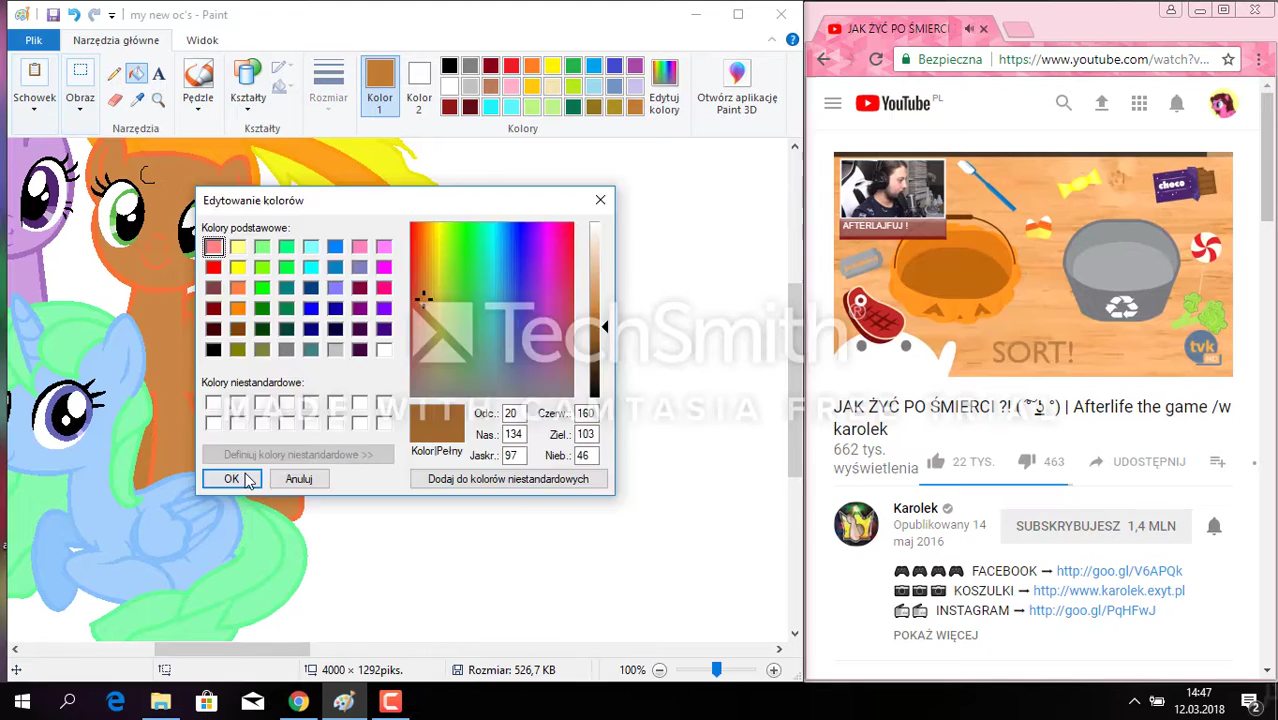 my new oc's - Paint
Plik
Narzędzia główne
Widok
Schowek
Obraz
Narzędzia
Pędzle
Kształty
Kształty
Rozmiar
Kolor
1
Kolor
2
Kolory
Edytuj
kolory
Otwórz aplikację
Paint 3D
Edytowanie kolorów
Kolory podstawowe:
Kolory niestandardowe:
Definiuj kolory niestandardowe >>
OK
Anuluj
Kolor|Pełny
Odc.: 20
Nas.: 134
Jaskr.: 97
Czerw.: 160
Ziel.: 103
Nieb.: 46
Dodaj do kolorów niestandardowych
TechSmith®
MADE WITH CAMTASIA FREE TRIAL
4000 × 1292piks.
Rozmiar: 526,7 KB
100%
JAK ŻYĆ PO ŚMIERCI
Bezpieczna
https://www.youtube.com/watch?v...
YouTube PL
AFTERLAJFUJ !
choco
SORT!
tvk
HD
JAK ŻYĆ PO ŚMIERCI ?! ( ͡° ͜ʖ ͡°) | Afterlife the game /w
karolek
662 tys.
wyświetlenia
22 TYS.
463
UDOSTĘPNIJ
Karolek
Opublikowany 14
maj 2016
SUBSKRYBUJESZ 1,4 MLN
FACEBOOK → http://goo.gl/V6APQk
KOSZULKI → http://www.karolek.exyt.pl
INSTAGRAM → http://goo.gl/PqHFwJ
POKAŻ WIĘCEJ
14:47
12.03.2018
2